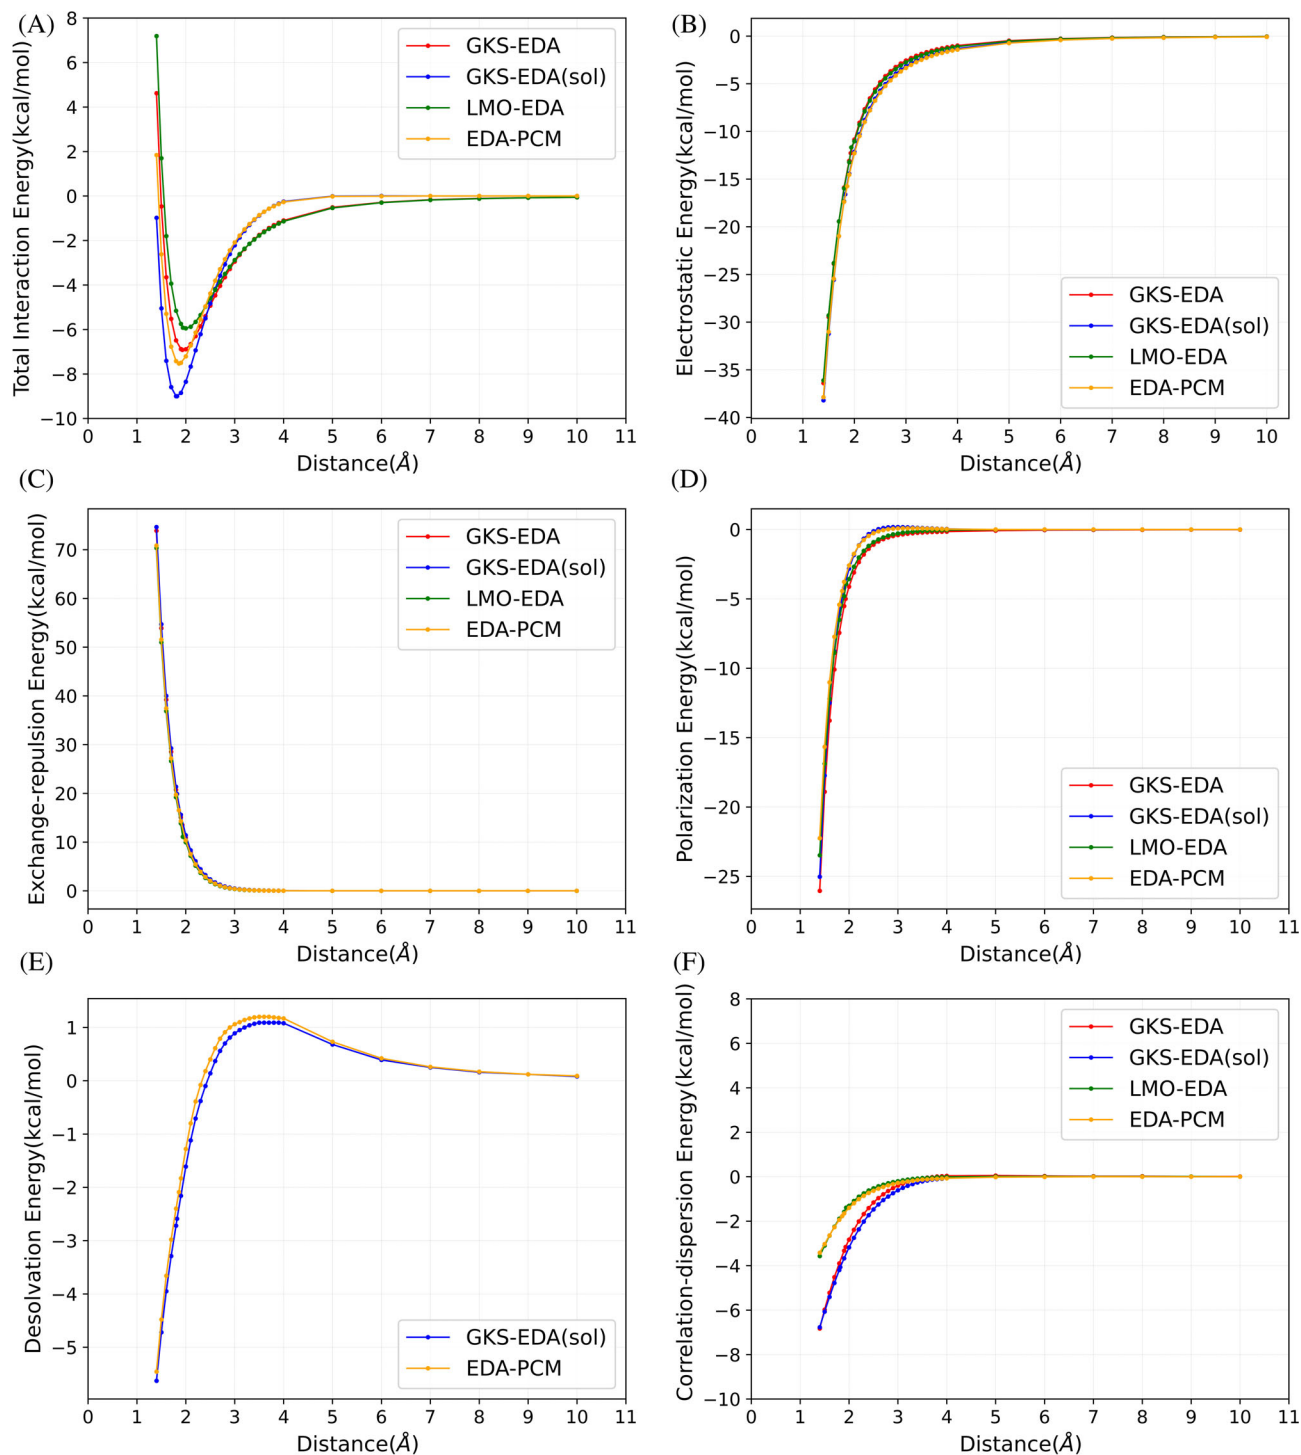 (A)
8
6
4
2
0
−2
−4
−6
−8
−10
Total Interaction Energy(kcal/mol)
GKS-EDA
GKS-EDA(sol)
LMO-EDA
EDA-PCM
0 1 2 3 4 5 6 7 8 9 10 11
Distance(Å)
(B)
0
−5
−10
−15
−20
−25
−30
−35
−40
Electrostatic Energy(kcal/mol)
GKS-EDA
GKS-EDA(sol)
LMO-EDA
EDA-PCM
0 1 2 3 4 5 6 7 8 9 10
Distance(Å)
(C)
70
60
50
40
30
20
10
0
Exchange-repulsion Energy(kcal/mol)
GKS-EDA
GKS-EDA(sol)
LMO-EDA
EDA-PCM
0 1 2 3 4 5 6 7 8 9 10 11
Distance(Å)
(D)
0
−5
−10
−15
−20
−25
Polarization Energy(kcal/mol)
GKS-EDA
GKS-EDA(sol)
LMO-EDA
EDA-PCM
0 1 2 3 4 5 6 7 8 9 10 11
Distance(Å)
(E)
1
0
−1
−2
−3
−4
−5
Desolvation Energy(kcal/mol)
GKS-EDA(sol)
EDA-PCM
0 1 2 3 4 5 6 7 8 9 10 11
Distance(Å)
(F)
8
6
4
2
0
−2
−4
−6
−8
−10
Correlation-dispersion Energy(kcal/mol)
GKS-EDA
GKS-EDA(sol)
LMO-EDA
EDA-PCM
0 1 2 3 4 5 6 7 8 9 10 11
Distance(Å)